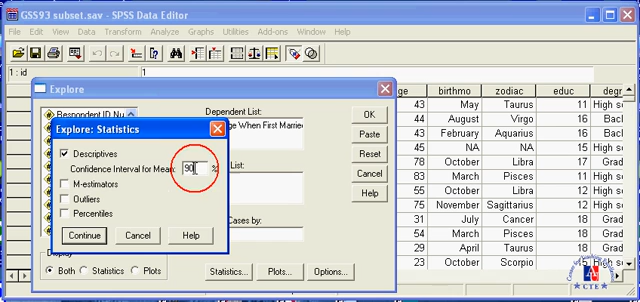 GSS93 subset.sav - SPSS Data Editor
File Edit View Data Transform Analyze Graphs Utilities Add-ons Window Help
1 : id 1
Explore
Respondent ID Nu
Dependent List:
ge When First Married
List:
Cases by:
OK
Paste
Reset
Cancel
Help
Explore: Statistics
Descriptives
Confidence Interval for Mean: 90 %
M-estimators
Outliers
Percentiles
Continue Cancel Help
Display
Both Statistics Plots
Statistics... Plots... Options...
ge birthmo zodiac educ degr
43 May Taurus 11 High s
44 August Virgo 16 Bach
43 February Aquarius 16 Bach
45 NA NA 15 High s
78 October Libra 17 Grad
83 March Pisces 11 High s
55 October Libra 12 High s
75 November Sagittarius 12 High s
31 July Cancer 18 Grad
54 March Pisces 18 Grad
29 April Taurus 18 Grad
23 October Scorpio 15 High s
CTE